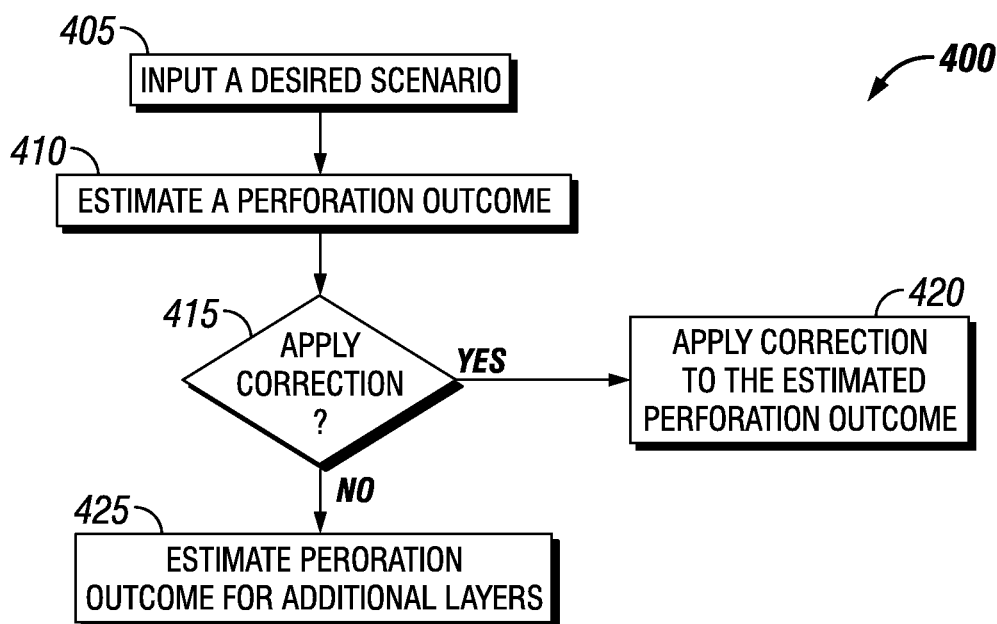 405
INPUT A DESIRED SCENARIO
400
410
ESTIMATE A PERFORATION OUTCOME
415
APPLY
CORRECTION
?
YES
420
APPLY CORRECTION
TO THE ESTIMATED
PERFORATION OUTCOME
NO
425
ESTIMATE PERORATION
OUTCOME FOR ADDITIONAL LAYERS